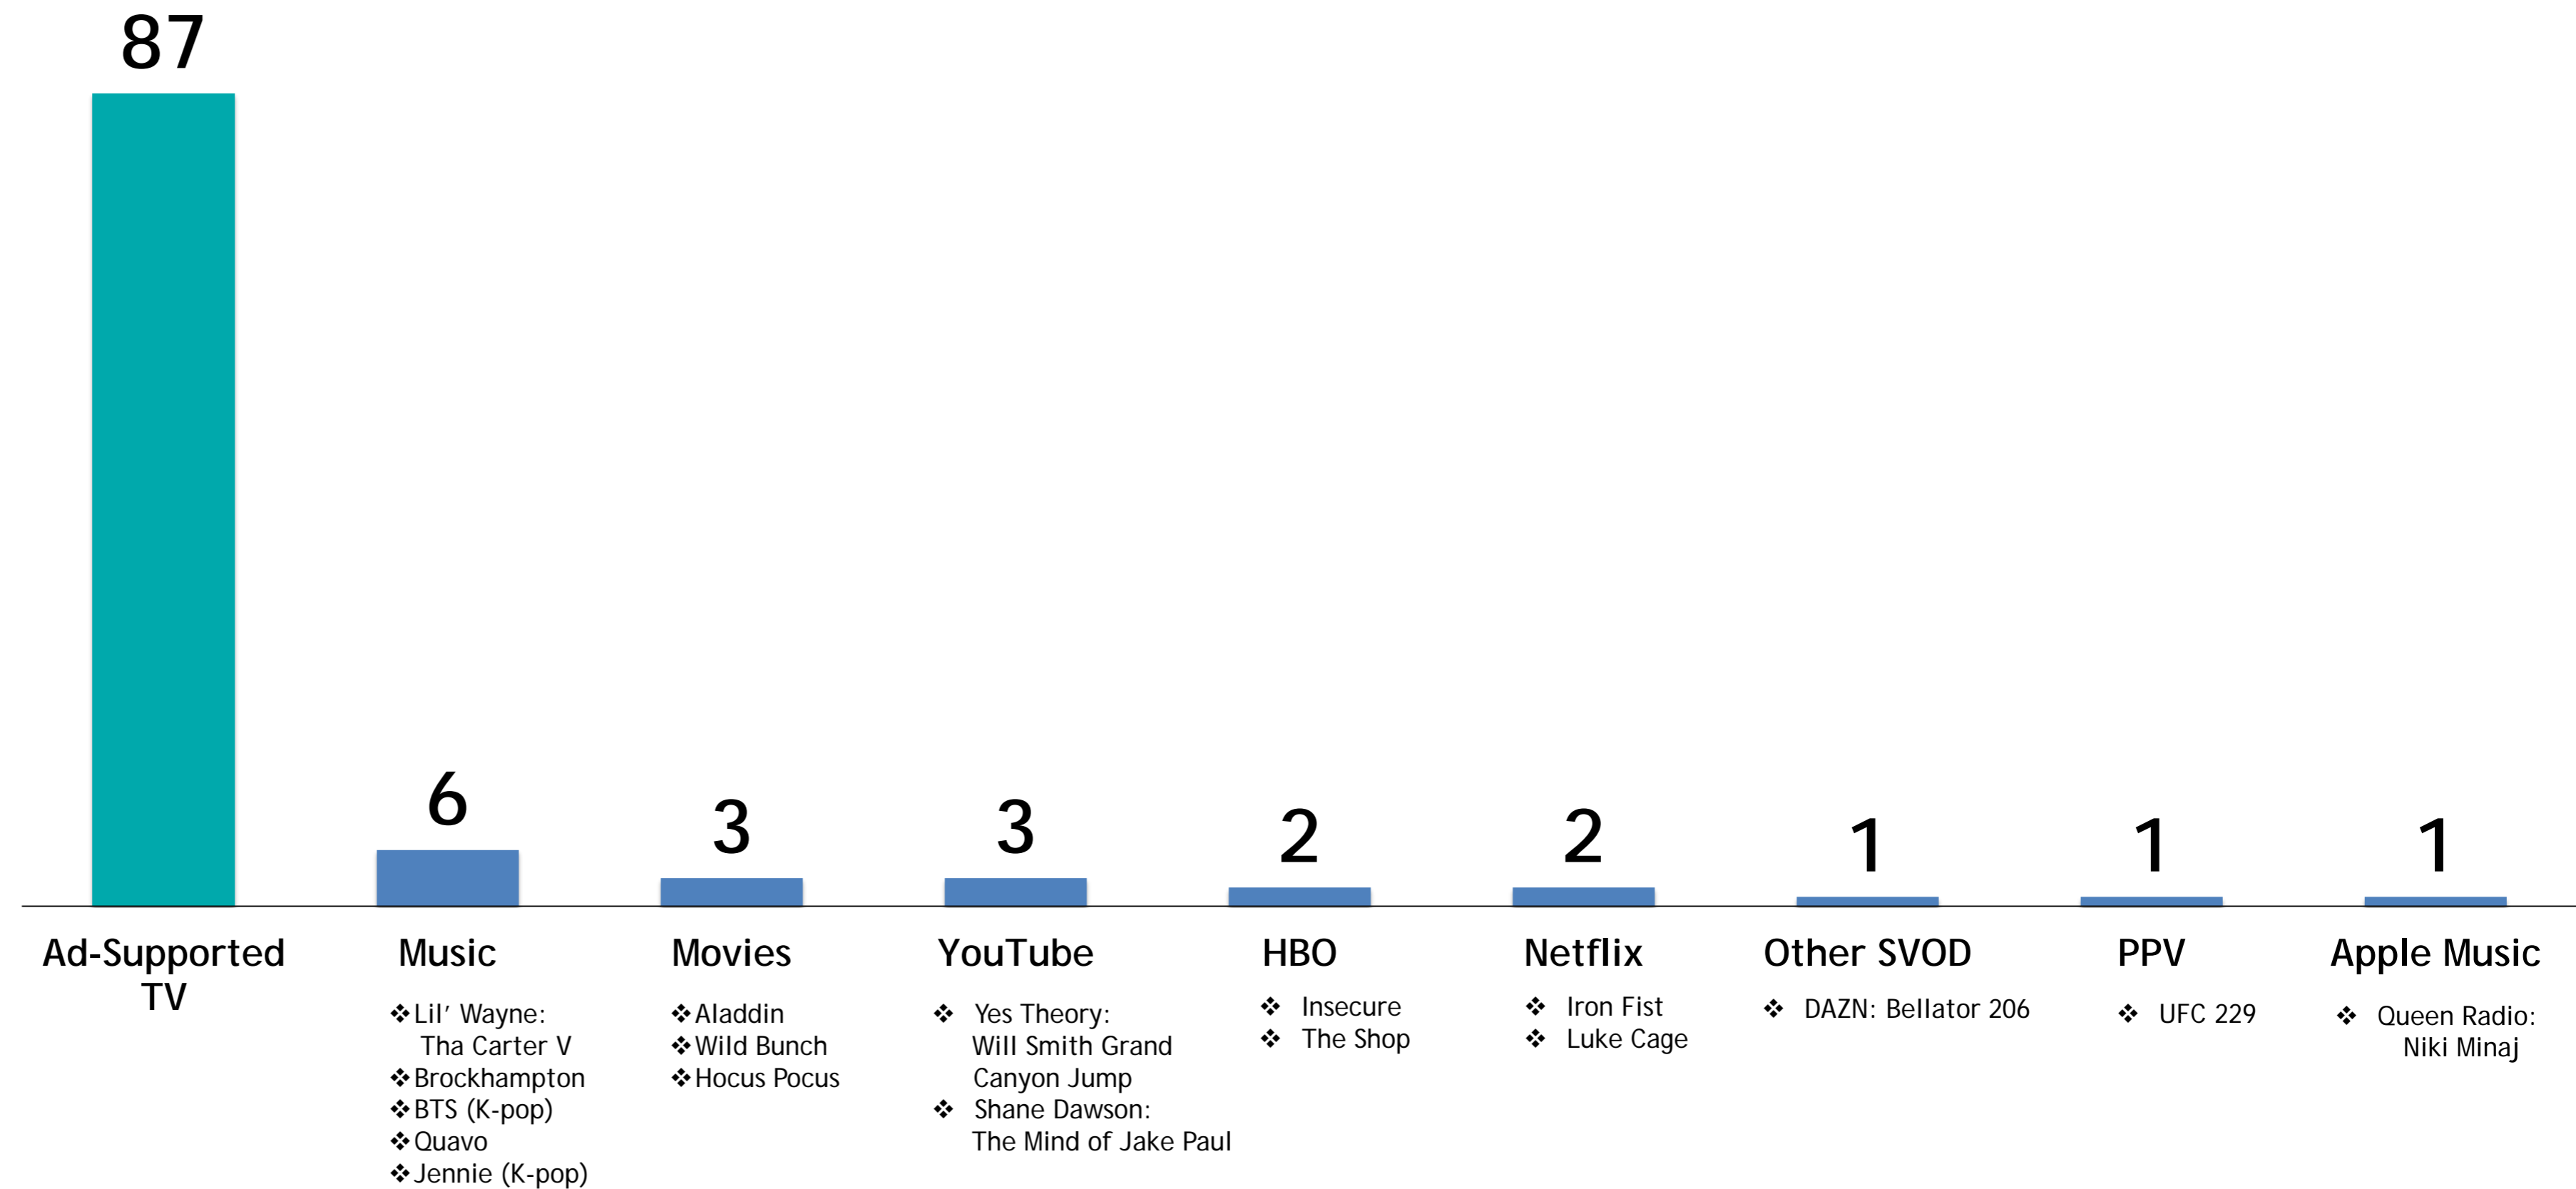 87
6
3
3
2
2
1
1
1
Ad-Supported
TV
Music
❖Lil’ Wayne:
Tha Carter V
❖Brockhampton
❖BTS (K-pop)
❖Quavo
❖Jennie (K-pop)
Movies
❖Aladdin
❖Wild Bunch
❖Hocus Pocus
YouTube
❖ Yes Theory:
Will Smith Grand
Canyon Jump
❖ Shane Dawson:
The Mind of Jake Paul
HBO
❖ Insecure
❖ The Shop
Netflix
❖ Iron Fist
❖ Luke Cage
Other SVOD
❖ DAZN: Bellator 206
PPV
❖ UFC 229
Apple Music
❖ Queen Radio:
Niki Minaj